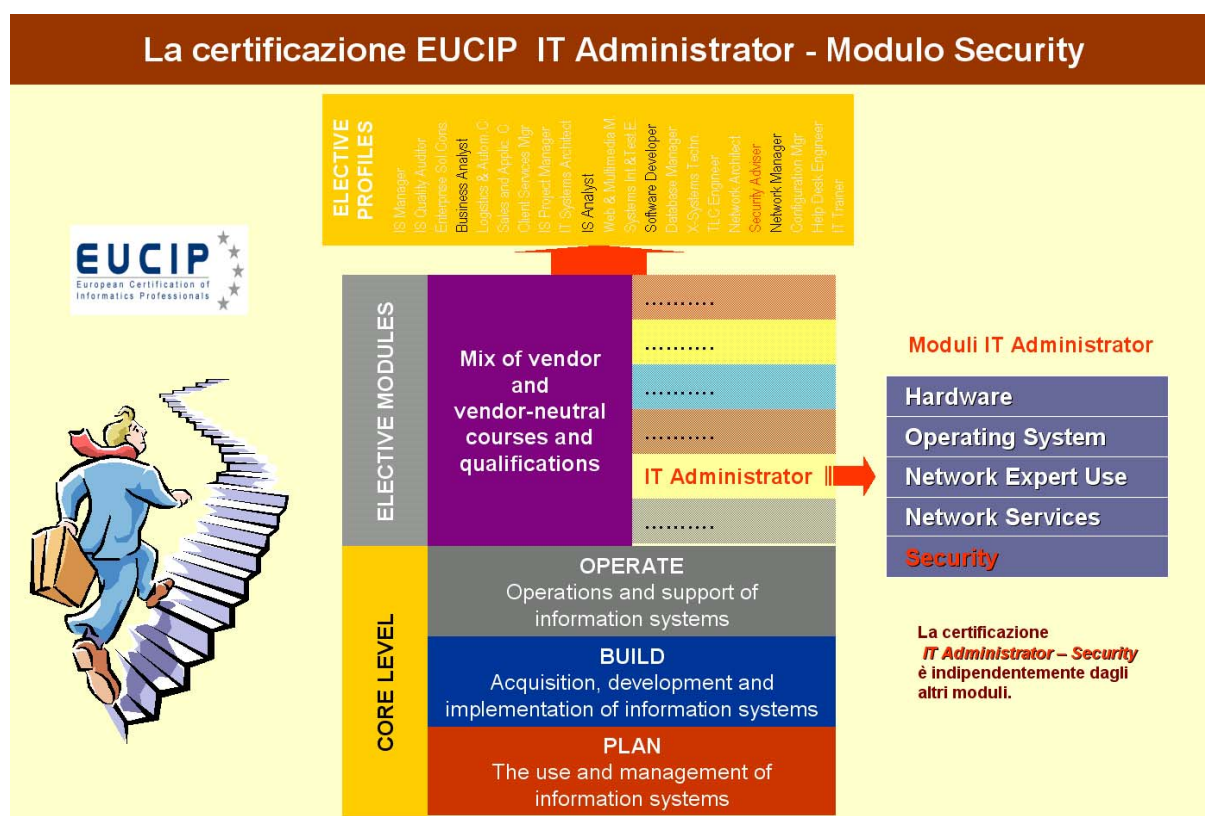 La certificazione EUCIP IT Administrator - Modulo Security
ELECTIVE
PROFILES
IS Manager
IS Quality Auditor
Enterprise Sol.Cons.
Business Analyst
Logistics & Autom.C.
Sales and Applic. C.
Client Services Mgr
IS Project Manager
IT Systems Architect
IS Analyst
Web & Multimedia M.
Systems Int.&Test E.
Software Developer
Database Manager
X-Systems Techn.
TLC Engineer
Network Architect
Security Adviser
Network Manager
Configuration Mgr
Help Desk Engineer
IT Trainer
EUCIP
European Certification of
Informatics Professionals
ELECTIVE MODULES
Mix of vendor
and
vendor-neutral
courses and
qualifications
..........
..........
..........
..........
IT Administrator
..........
Moduli IT Administrator
Hardware
Operating System
Network Expert Use
Network Services
Security
CORE LEVEL
OPERATE
Operations and support of
information systems
BUILD
Acquisition, development and
implementation of information systems
PLAN
The use and management of
information systems
La certificazione
IT Administrator – Security
è indipendentemente dagli
altri moduli.